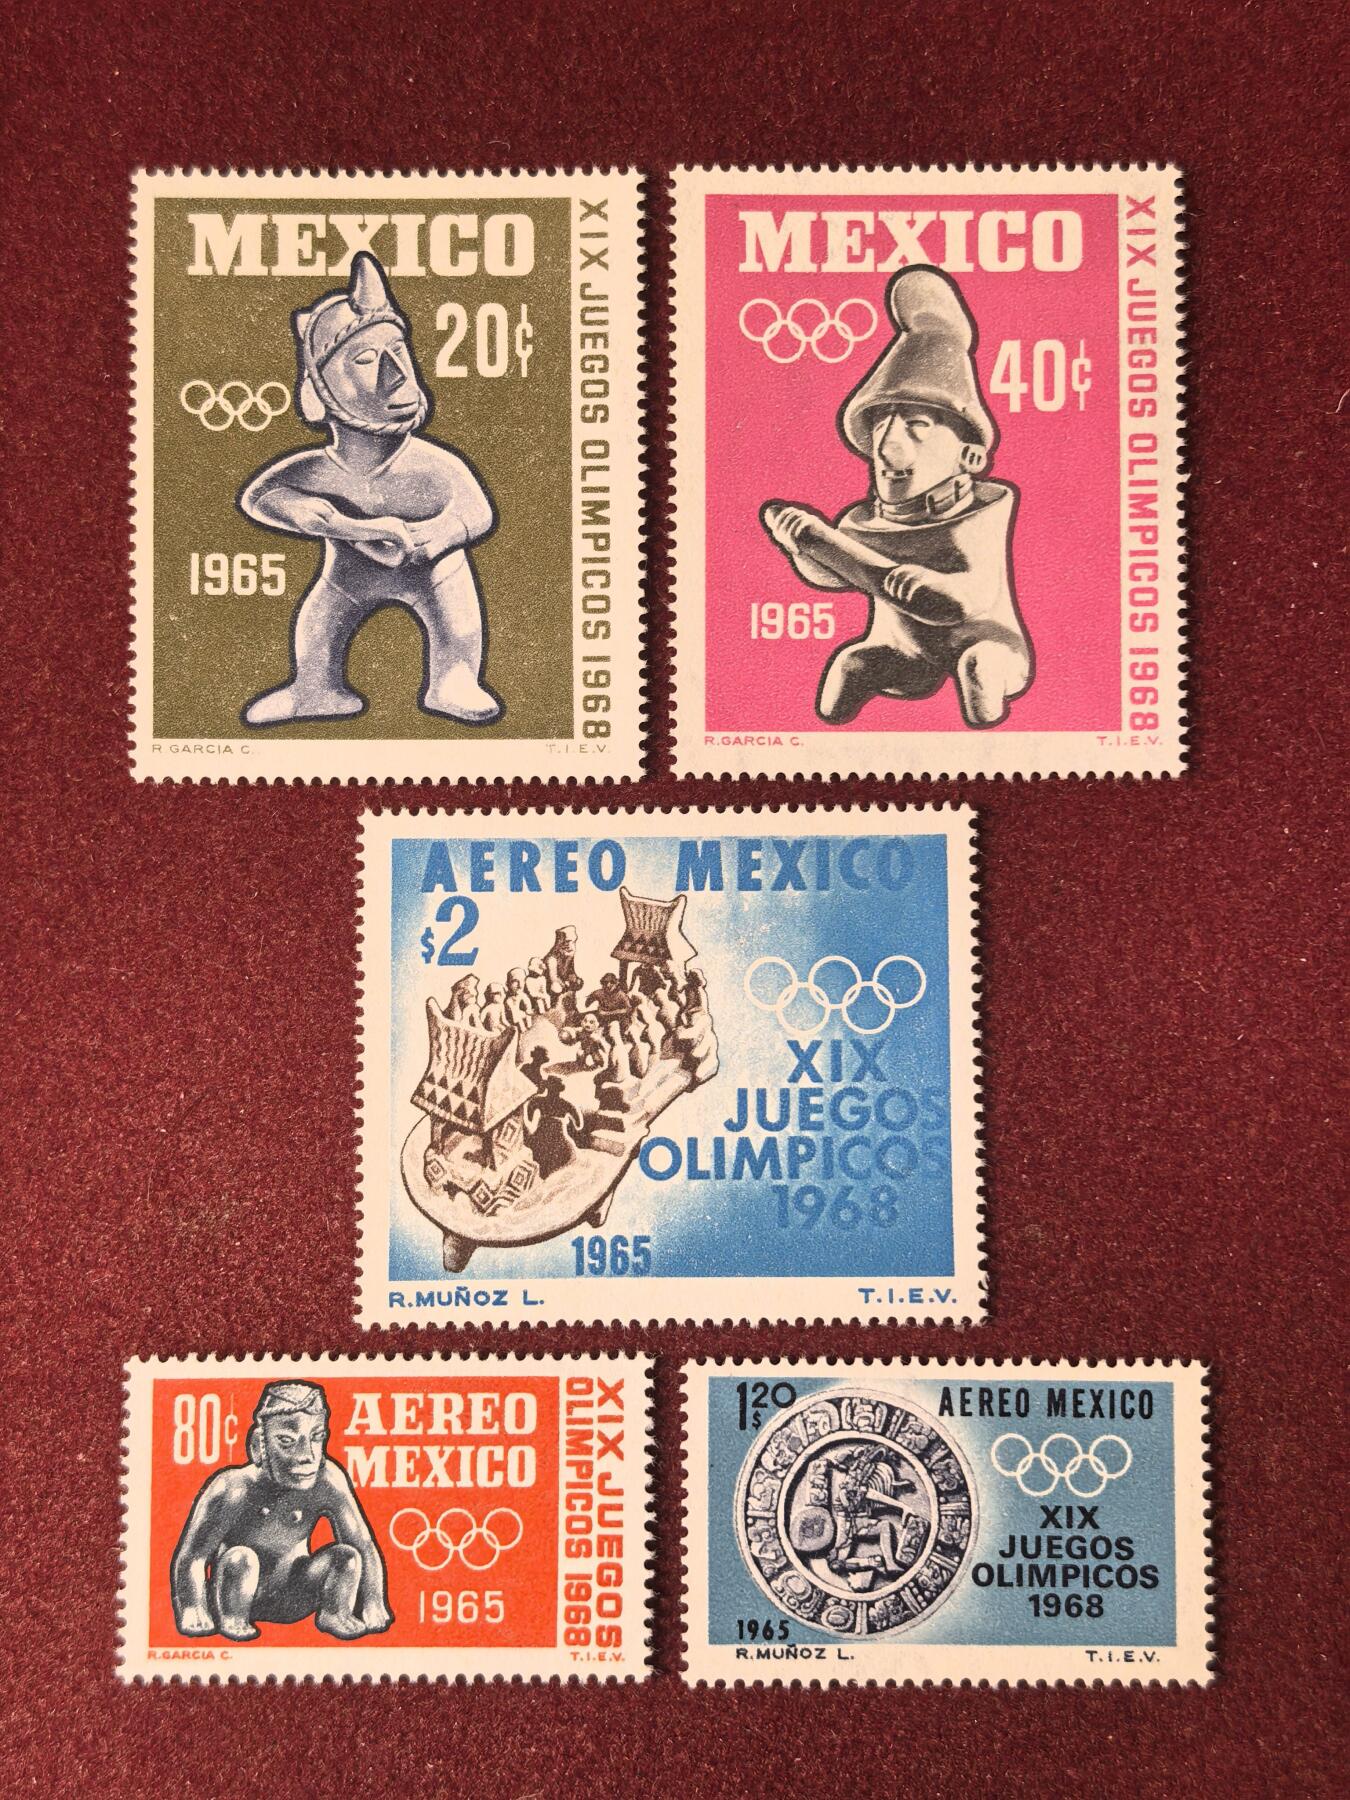 MEXICO
20¢
1965
XIX JUEGOS OLIMPICOS 1968
R GARCIA C.
T.I.E.V.
MEXICO
40¢
1965
XIX JUEGOS OLIMPICOS 1968
R.GARCIA C.
T.I.E.V.
AEREO MEXICO
$2
XIX
JUEGOS
OLIMPICOS
1968
1965
R.MUÑOZ L.
T.I.E.V.
80¢
AEREO
MEXICO
1965
XIX JUEGOS
OLIMPICOS 1968
R.GARCIA C.
T.I.E.V.
1$20
AEREO MEXICO
XIX
JUEGOS
OLIMPICOS
1968
1965
R.MUÑOZ L.
T.I.E.V.